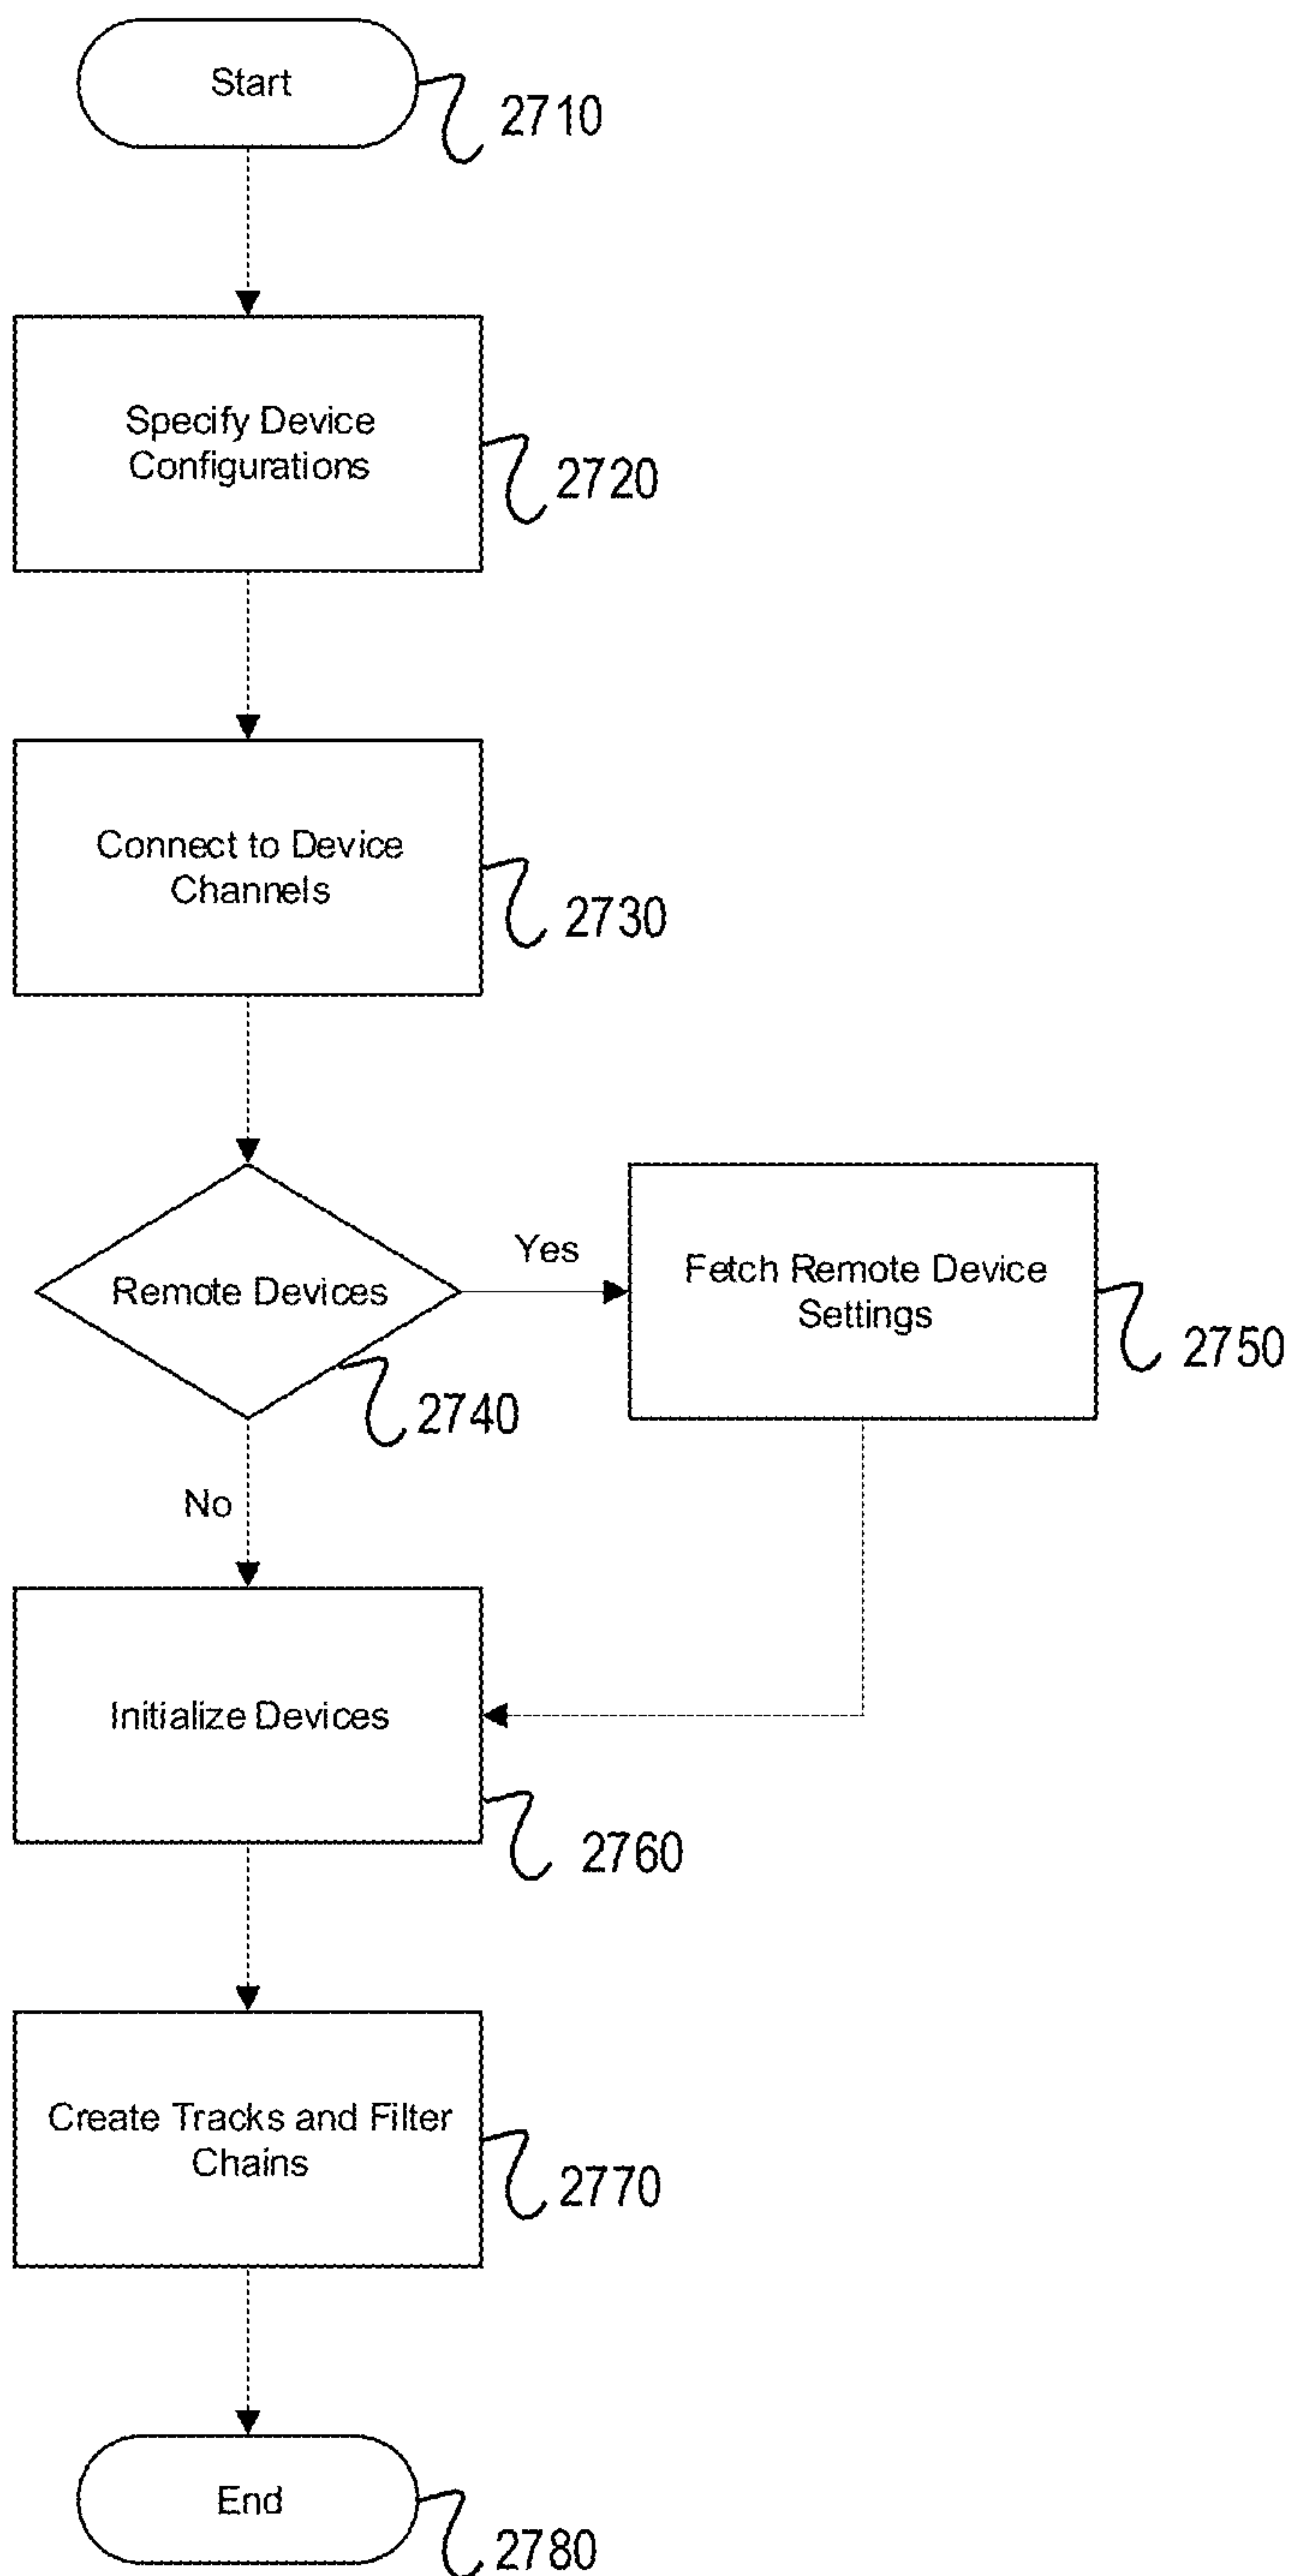 Start
2710
Specify Device
Configurations
2720
Connect to Device
Channels
2730
Remote Devices
2740
Yes
Fetch Remote Device
Settings
2750
No
Initialize Devices
2760
Create Tracks and Filter
Chains
2770
End
2780